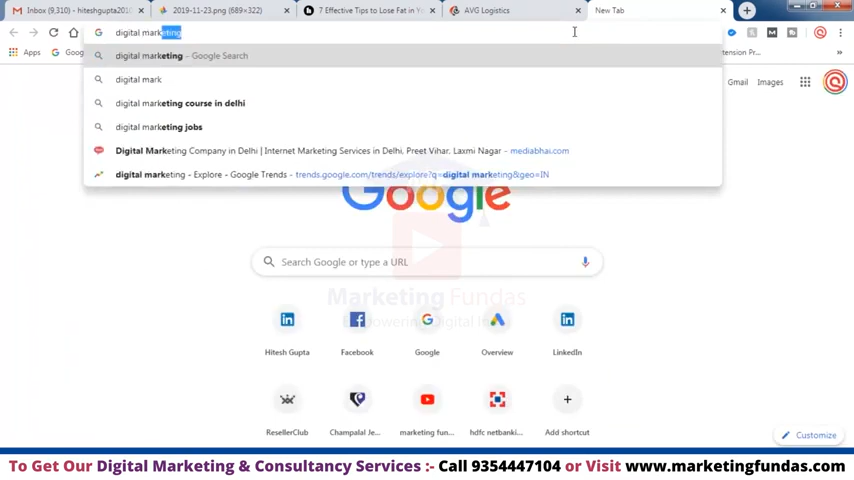 Inbox (9,310) - hiteshgupta2010
2019-11-23.png (689×322)
7 Effective Tips to Lose Fat in Y
AVG Logistics
New Tab
digital marketing
Apps
Goog
ension Pr...
digital marketing – Google Search
digital mark
digital marketing course in delhi
digital marketing jobs
Digital Marketing Company in Delhi | Internet Marketing Services in Delhi, Preet Vihar, Laxmi Nagar - mediabhai.com
digital marketing - Explore - Google Trends - trends.google.com/trends/explore?q=digital marketing&geo=IN
Gmail Images
Google
Search Google or type a URL
Marketing Fundas
Hitesh Gupta
Facebook
Google
Overview
LinkedIn
ResellerClub
Champalal Je...
marketing fun...
hdfc netbanki...
Add shortcut
Customize
To Get Our Digital Marketing & Consultancy Services :- Call 9354447104 or Visit www.marketingfundas.com